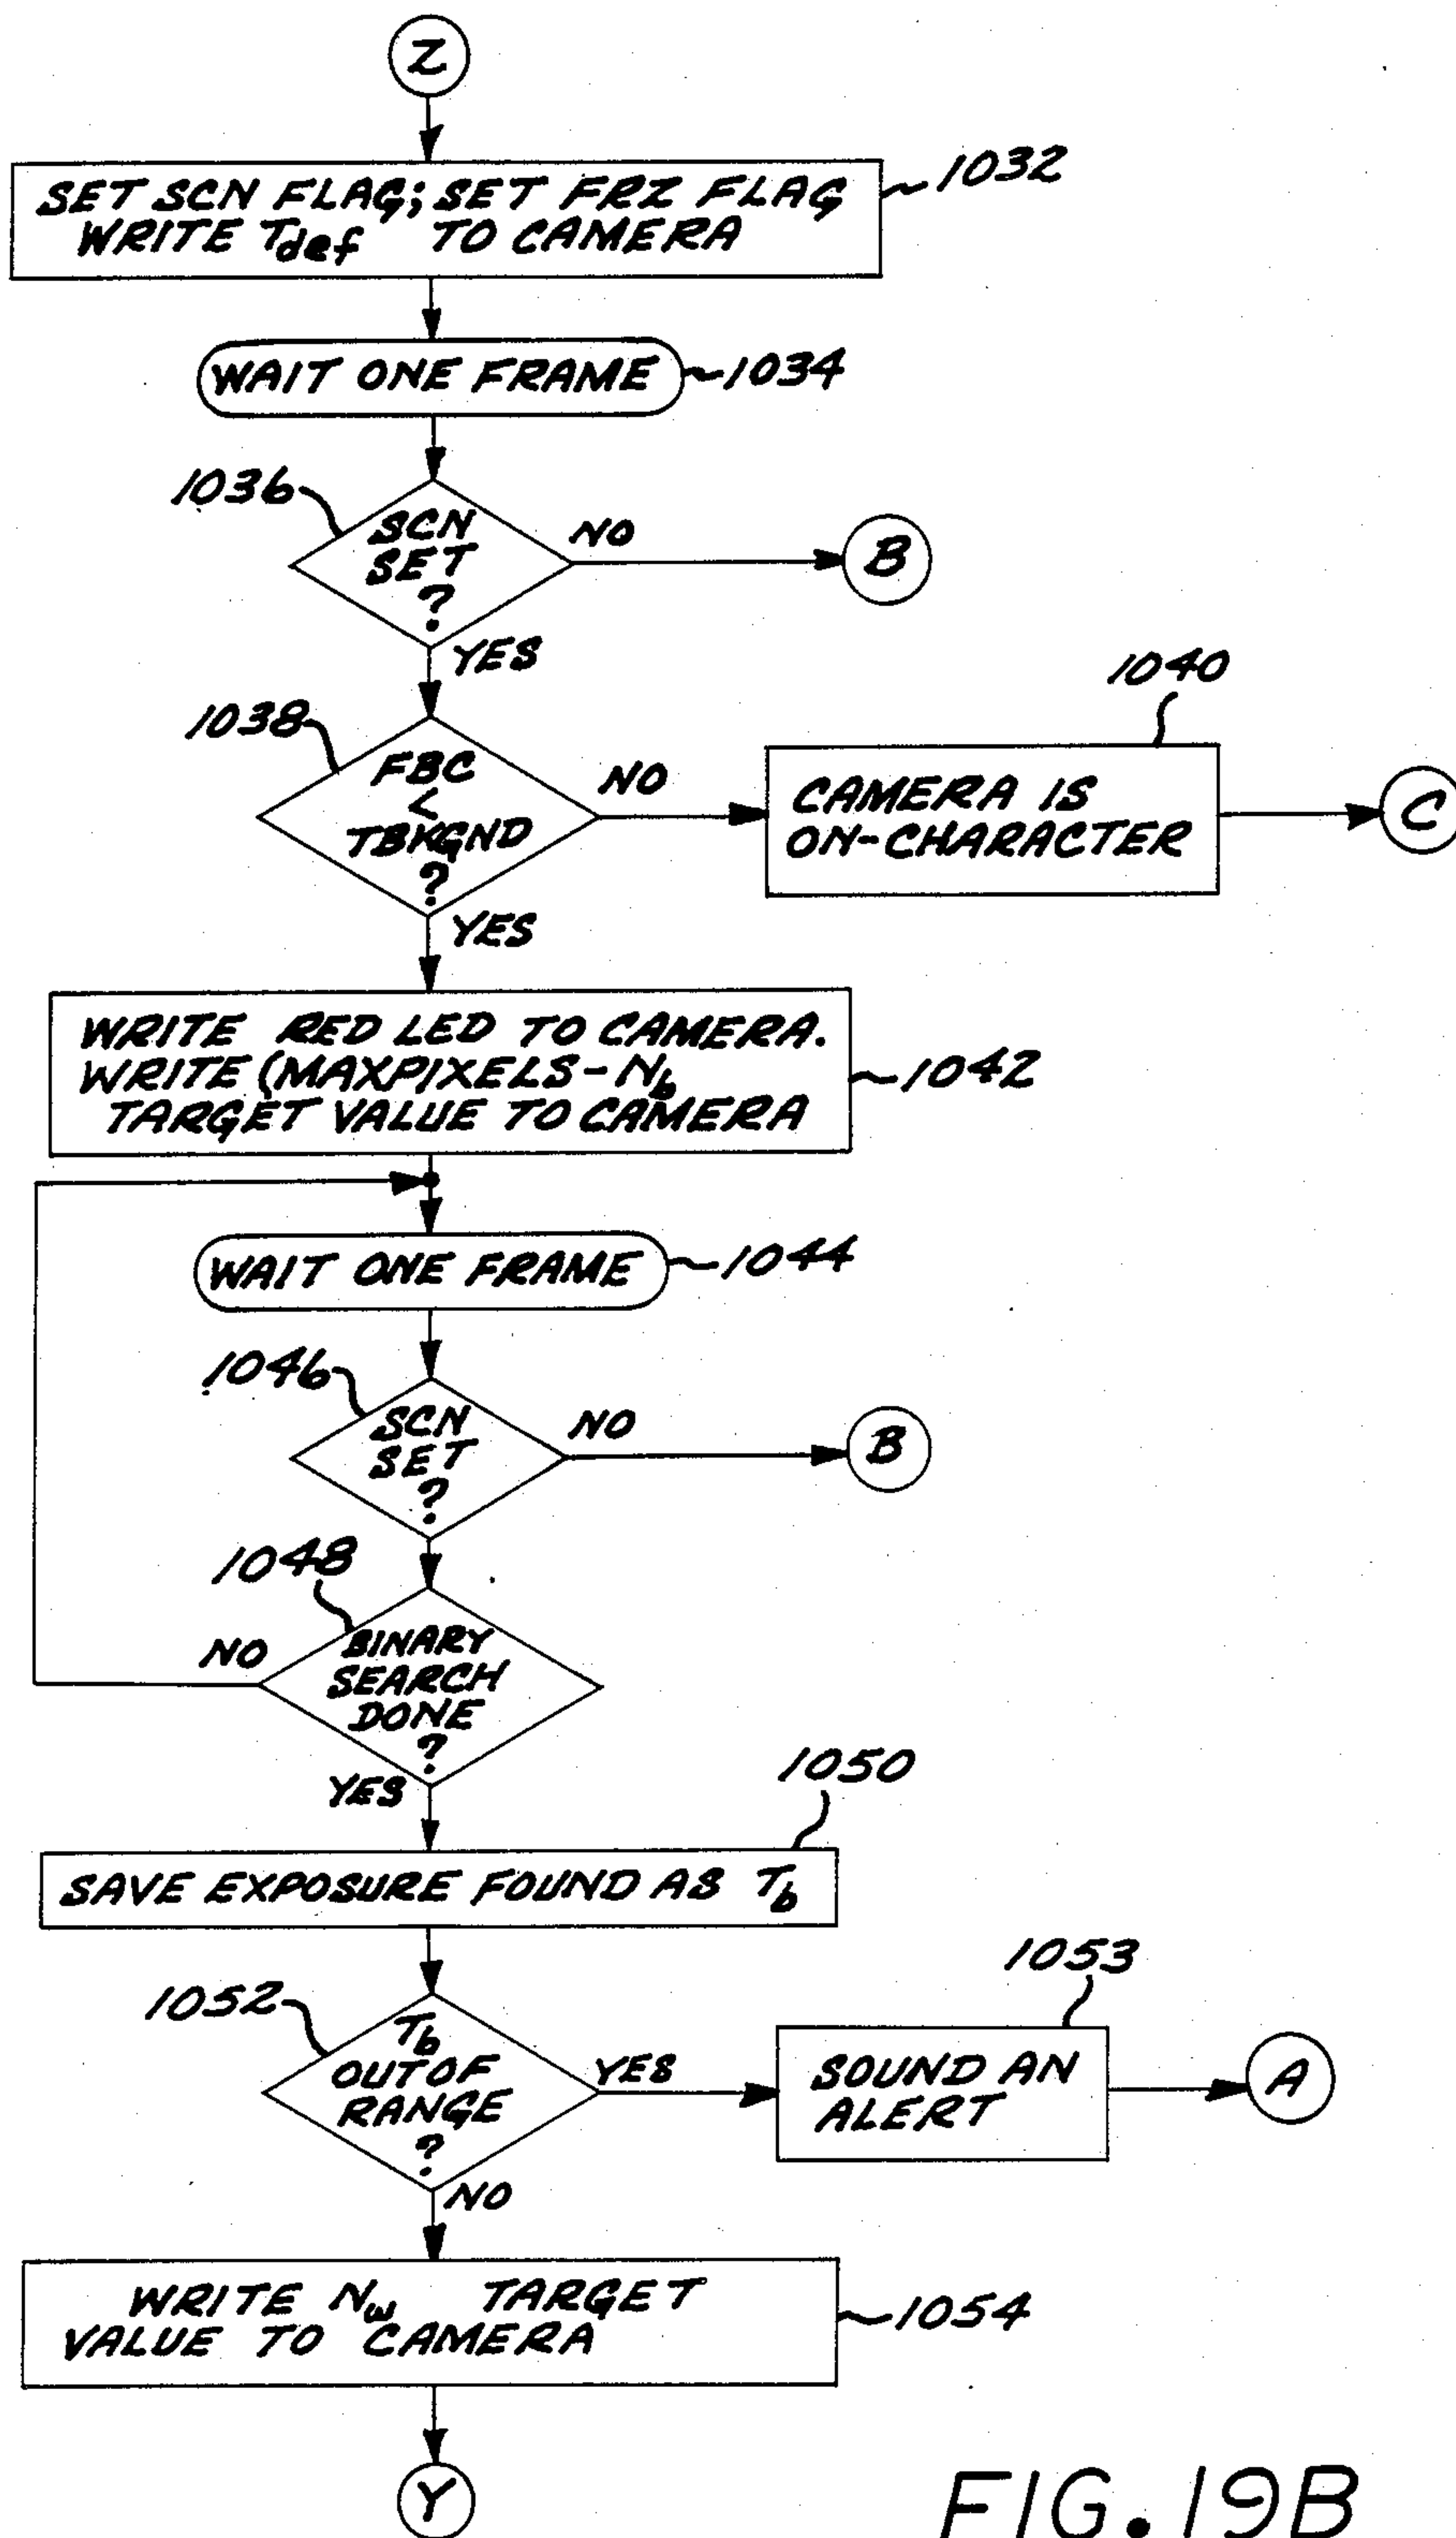 Z
SET SCN FLAG; SET FRZ FLAG
WRITE Tdef TO CAMERA
1032
WAIT ONE FRAME
1034
1036
SCN
SET
?
NO
B
YES
1038
FBC
<
TBKGND
?
NO
1040
CAMERA IS
ON-CHARACTER
C
YES
WRITE RED LED TO CAMERA.
WRITE (MAXPIXELS-Nb
TARGET VALUE TO CAMERA
1042
WAIT ONE FRAME
1044
1046
SCN
SET
?
NO
B
1048
BINARY
SEARCH
DONE
?
NO
YES
1050
SAVE EXPOSURE FOUND AS Tb
1052
Tb
OUT OF
RANGE
?
YES
1053
SOUND AN
ALERT
A
NO
WRITE Nw TARGET
VALUE TO CAMERA
1054
Y
FIG. 19B